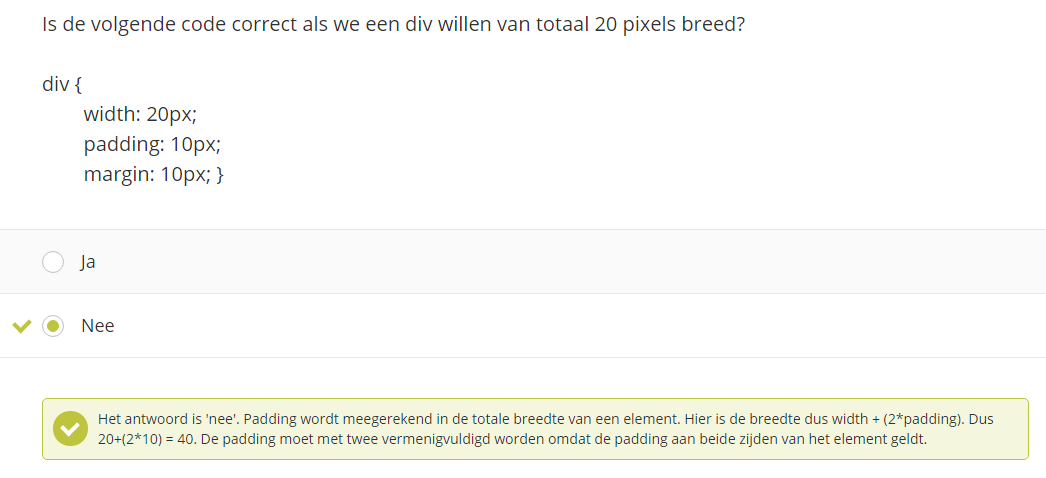 Is de volgende code correct als we een div willen van totaal 20 pixels breed?
div {
width: 20px;
padding: 10px;
margin: 10px; }
Ja
Nee
Het antwoord is 'nee'. Padding wordt meegerekend in de totale breedte van een element. Hier is de breedte dus width + (2*padding). Dus
20+(2*10) = 40. De padding moet met twee vermenigvuldigd worden omdat de padding aan beide zijden van het element geldt.